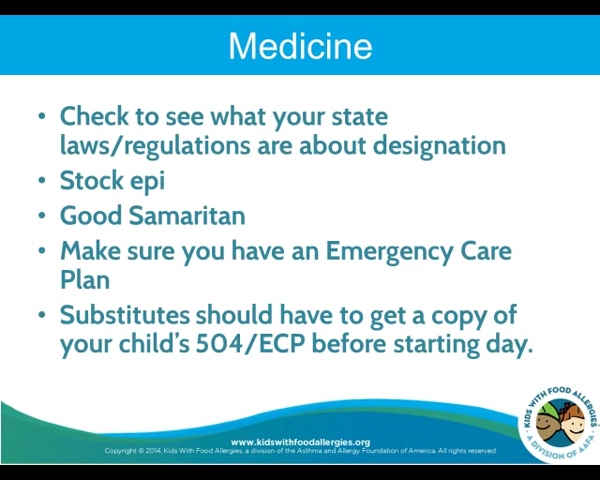 Medicine
• Check to see what your state
laws/regulations are about designation
• Stock epi
• Good Samaritan
• Make sure you have an Emergency Care
Plan
• Substitutes should have to get a copy of
your child's 504/ECP before starting day.
KIDS WITH FOOD ALLERGIES
• A DIVISION OF AAFA •
www.kidswithfoodallergies.org
Copyright © 2014. Kids With Food Allergies, a division of the Asthma and Allergy Foundation of America. All rights reserved.